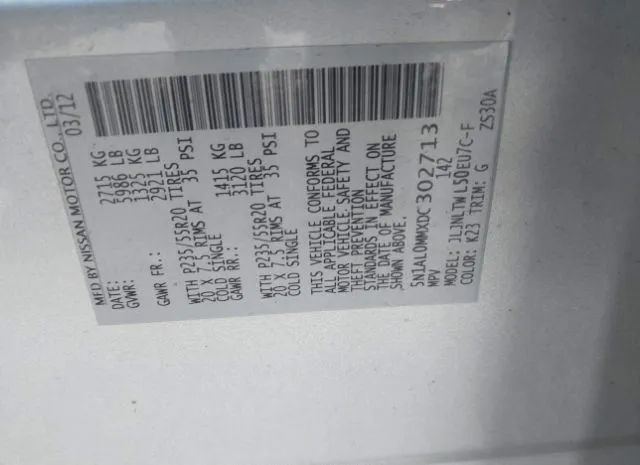 MFD BY NISSAN MOTOR CO., LTD.
DATE: 03/12
GVWR: 2715 KG
5986 LB
GAWR FR.: 1325 KG
2921 LB
WITH P235/55R20 TIRES
20 X 7.5 RIMS AT 35 PSI
COLD SINGLE
GAWR RR.: 1415 KG
3120 LB
WITH P235/55R20 TIRES
20 X 7.5 RIMS AT 35 PSI
COLD SINGLE
THIS VEHICLE CONFORMS TO
ALL APPLICABLE FEDERAL
MOTOR VEHICLE SAFETY AND
THEFT PREVENTION
STANDARDS IN EFFECT ON
THE DATE OF MANUFACTURE
SHOWN ABOVE.
5N1AL0MMXDC302713
MPV 142
MODEL: JLJNLTWL50EU7C-F
COLOR: K23 TRIM: G ZS30A